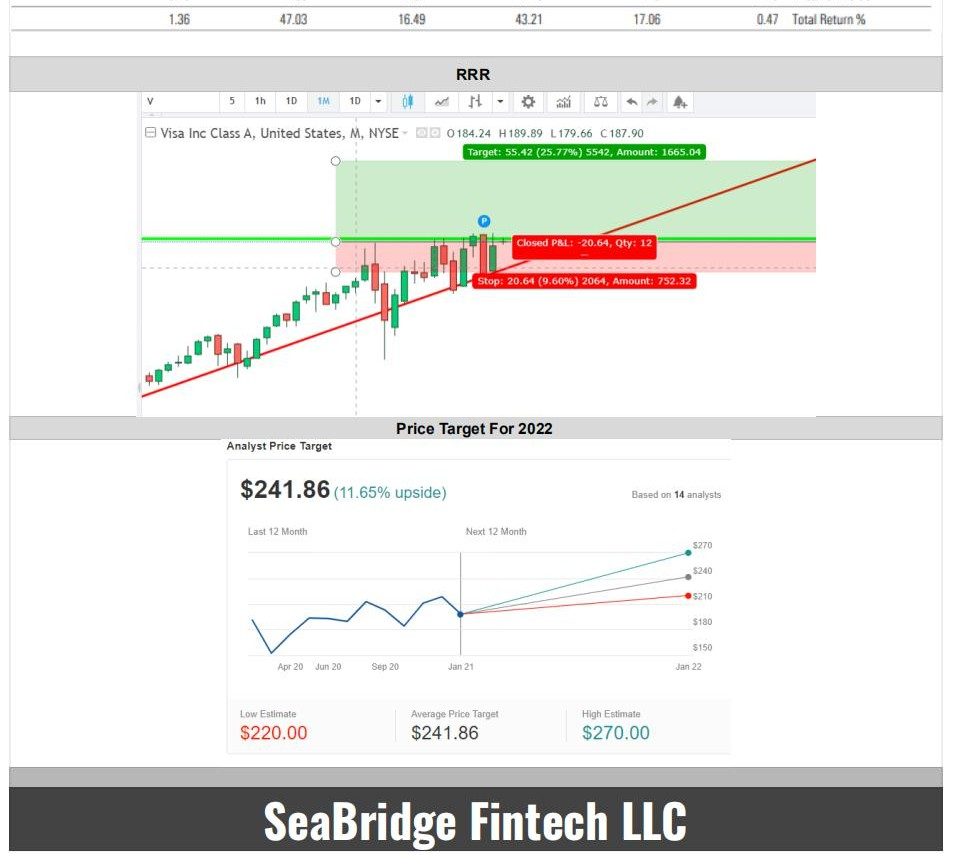 1.36 47.03 16.49 43.21 17.06 0.47 Total Return %
RRR
V 5 1h 1D 1M 1D
Visa Inc Class A, United States, M, NYSE O184.24 H189.89 L179.66 C187.90
Target: 55.42 (25.77%) 5542, Amount: 1665.04
P
Closed P&L: -20.64, Qty: 12
Stop: 20.64 (9.60%) 2064, Amount: 752.32
Price Target For 2022
Analyst Price Target
$241.86 (11.65% upside)
Based on 14 analysts
Last 12 Month Next 12 Month
$270
$240
$210
$180
$150
Apr 20 Jun 20 Sep 20 Jan 21 Jan 22
Low Estimate Average Price Target High Estimate
$220.00 $241.86 $270.00
SeaBridge Fintech LLC